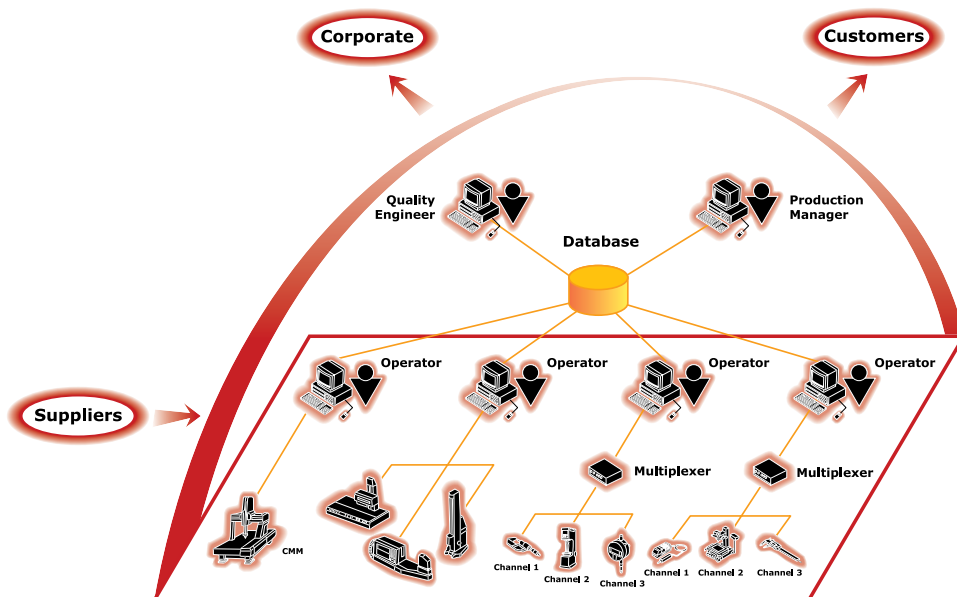 Corporate
Customers
Quality
Engineer
Production
Manager
Database
Operator
Operator
Operator
Operator
Suppliers
Multiplexer
Multiplexer
CMM
Channel 1
Channel 2
Channel 3
Channel 1
Channel 2
Channel 3